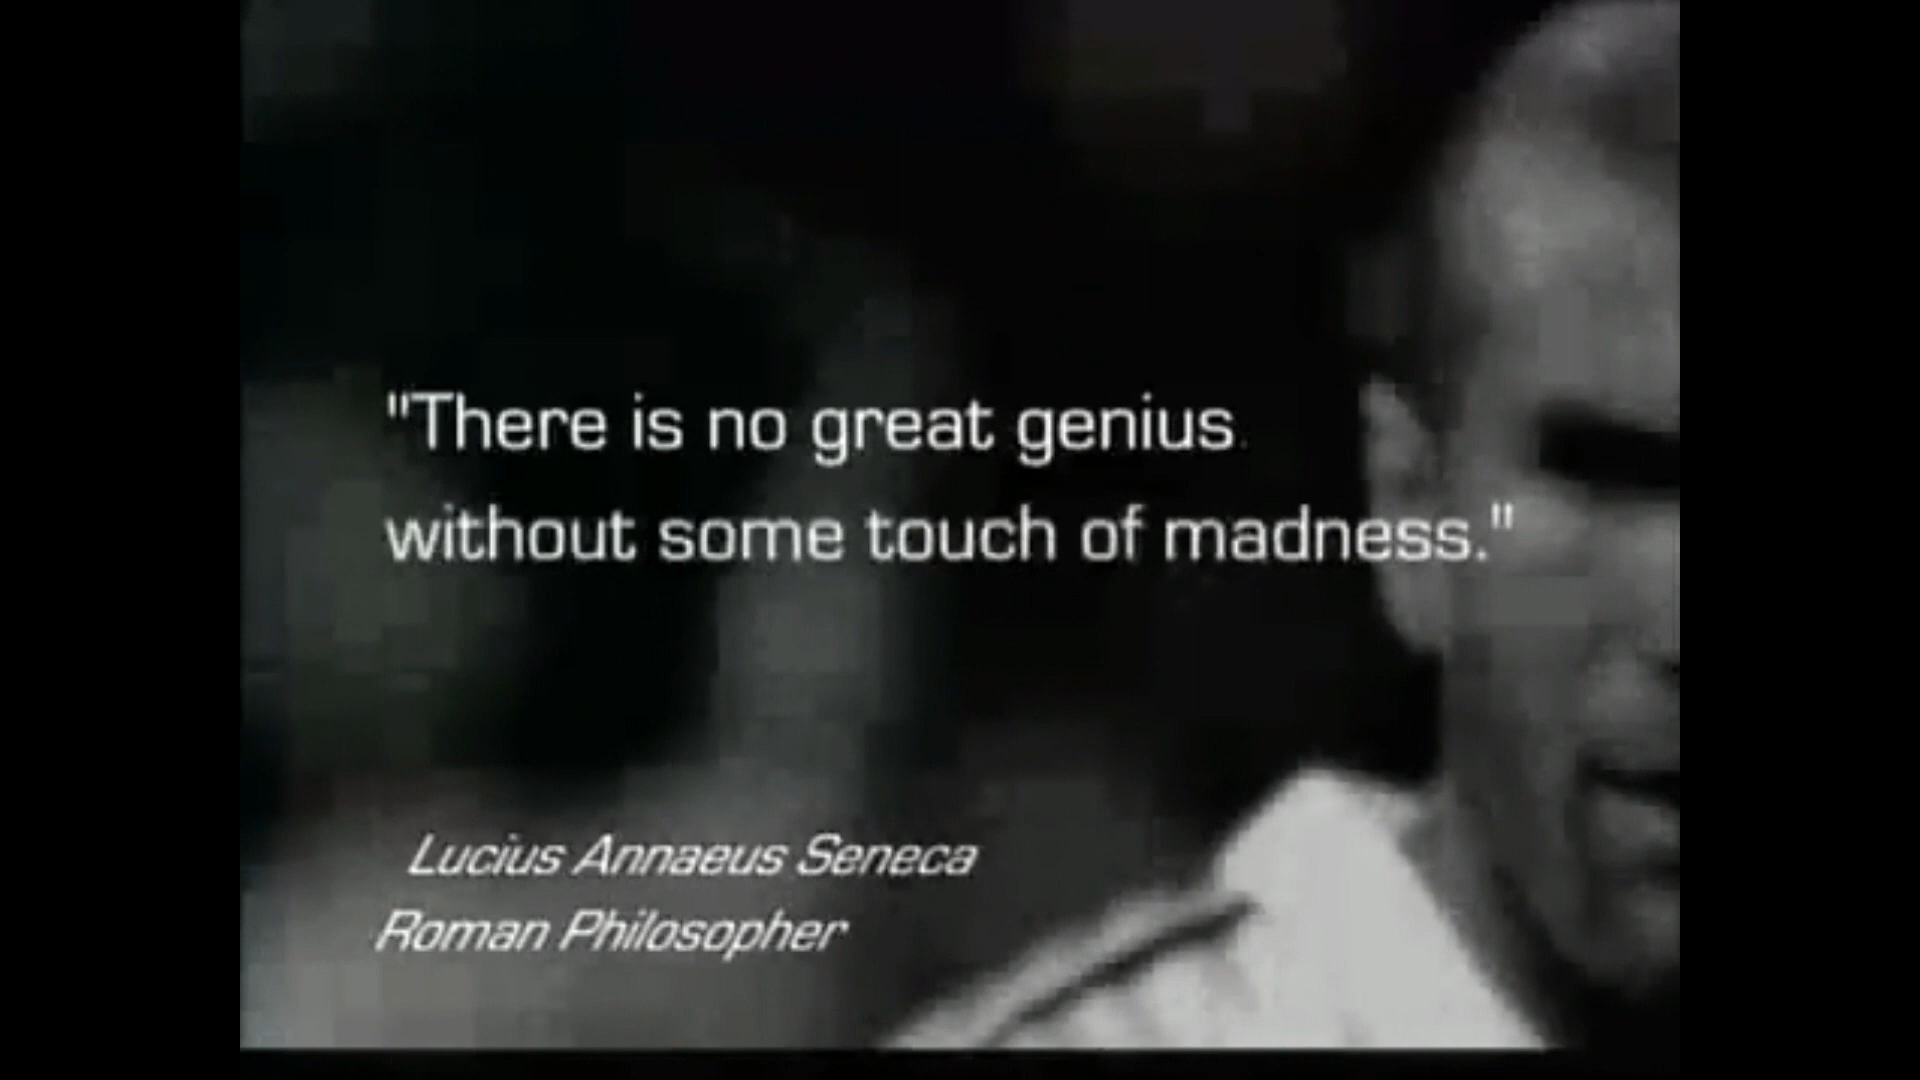 "There is no great genius
without some touch of madness."
Lucius Annaeus Seneca
Roman Philosopher